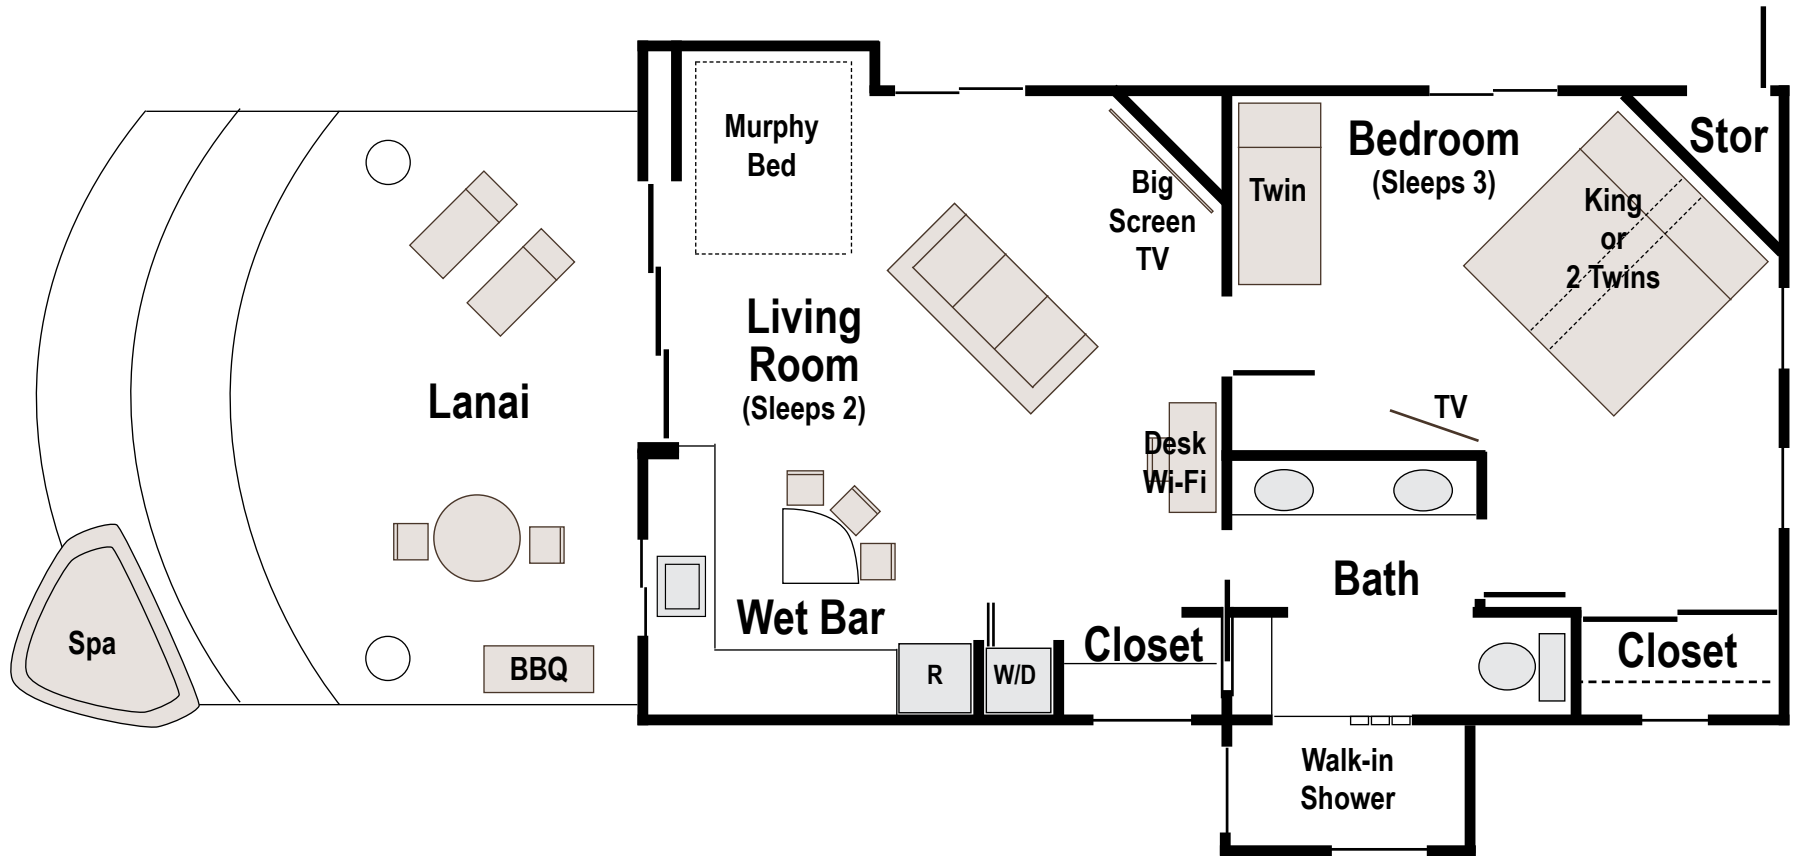 Murphy
Bed
Big
Screen
TV
Twin
Bedroom
(Sleeps 3)
Stor
King
or
2 Twins
Living
Room
(Sleeps 2)
Lanai
TV
Desk
Wi-Fi
Bath
Wet Bar
Closet
Closet
Spa
BBQ
R
W/D
Walk-in
Shower